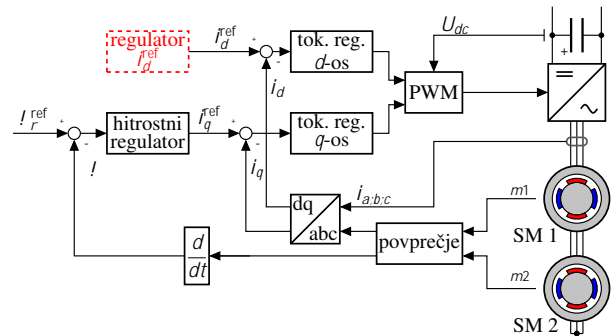 regulator
i_d^ref
i_d^ref
tok. reg.
d-os
U_dc
+
PWM
i_d
! _r^ref
hitrostni
regulator
i_q^ref
tok. reg.
q-os
!
i_q
i_a;b;c
dq
abc
povprečje
m1
SM 1
d
dt
m2
SM 2